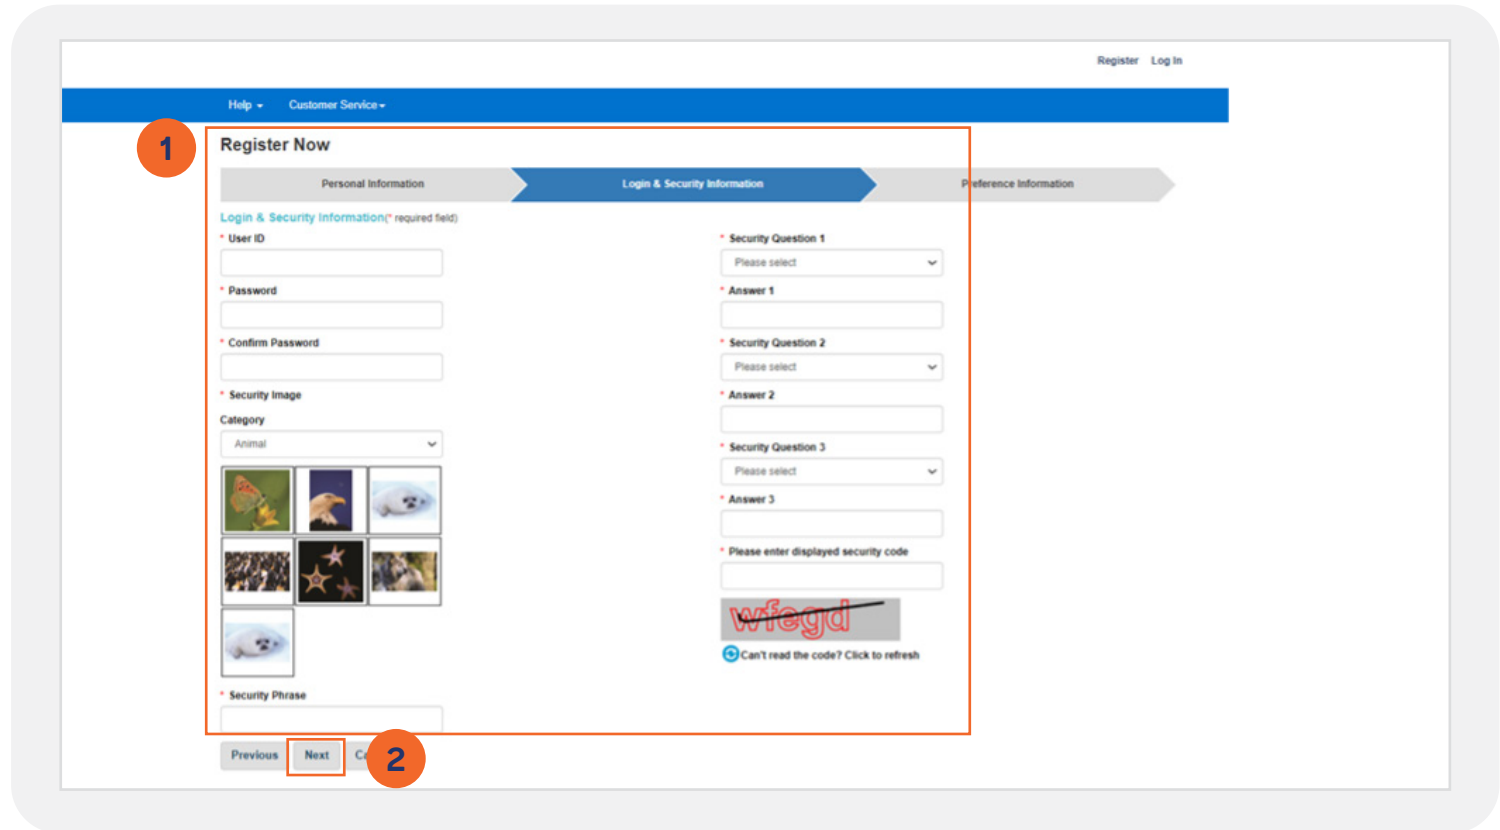 Register Log In
Help Customer Service
1
Register Now
Personal Information
Login & Security Information
Preference Information
Login & Security Information(* required field)
* User ID
* Password
* Confirm Password
* Security Image
Category
Animal
* Security Phrase
* Security Question 1
Please select
* Answer 1
* Security Question 2
Please select
* Answer 2
* Security Question 3
Please select
* Answer 3
* Please enter displayed security code
wfegd
Can't read the code? Click to refresh
Previous Next Ca
2